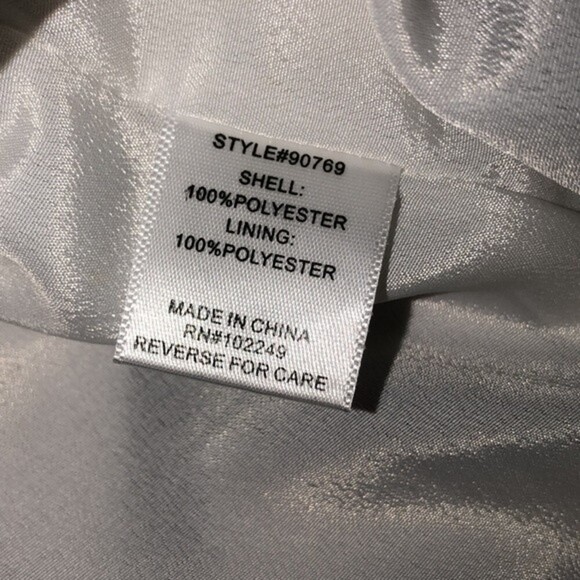 STYLE#90769
SHELL:
100%POLYESTER
LINING:
100%POLYESTER
MADE IN CHINA
RN#102249
REVERSE FOR CARE